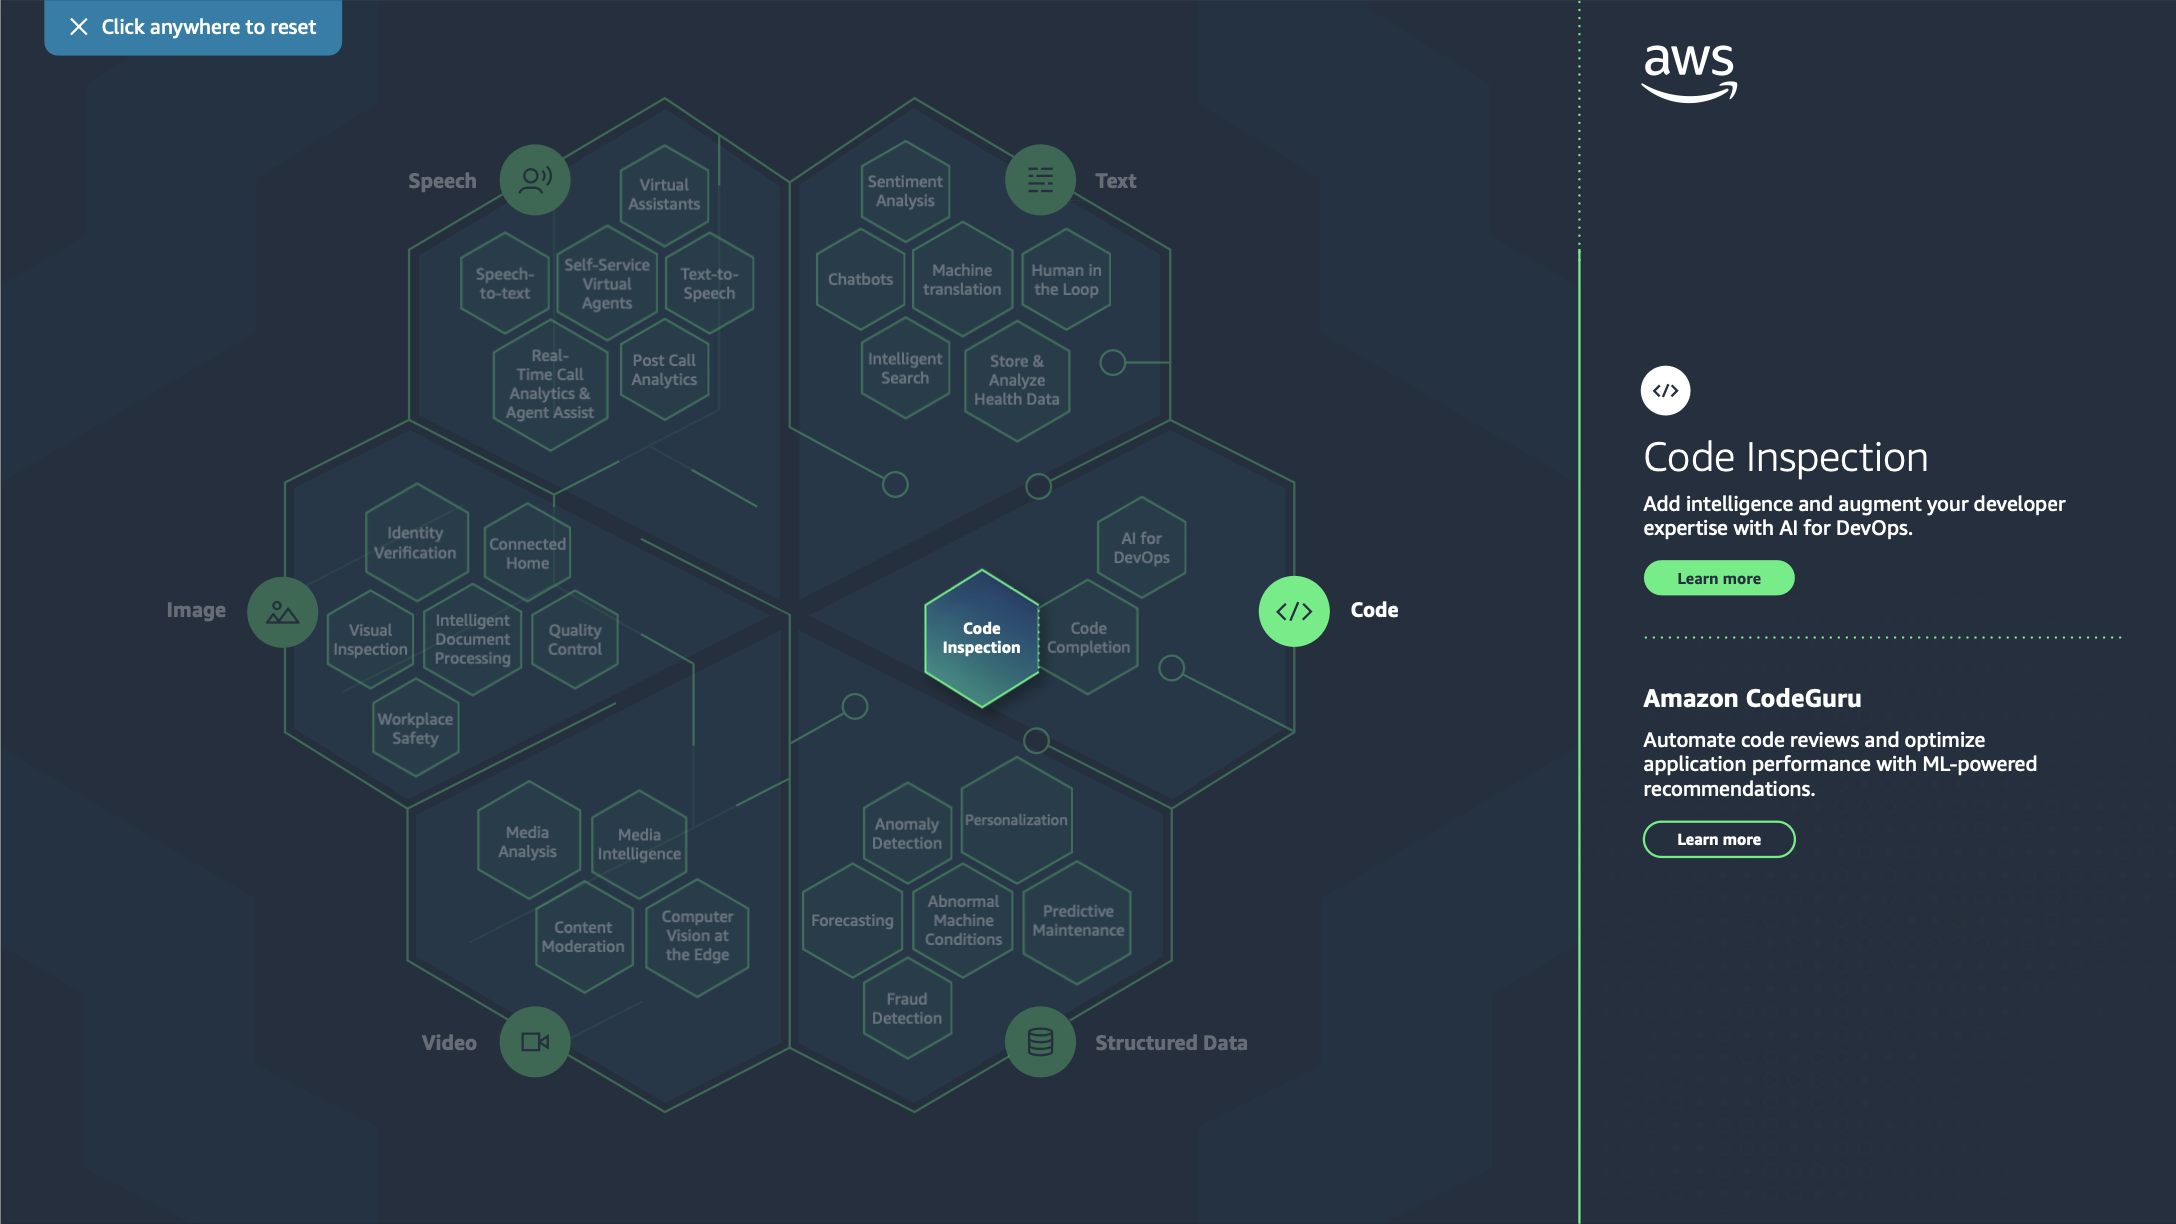 Click anywhere to reset
Speech
Virtual
Assistants
Speech-
to-text
Self-Service
Virtual
Agents
Text-to-
Speech
Real-
Time Call
Analytics &
Agent Assist
Post Call
Analytics
Text
Sentiment
Analysis
Chatbots
Machine
translation
Human in
the Loop
Intelligent
Search
Store &
Analyze
Health Data
Image
Identity
Verification
Connected
Home
Visual
Inspection
Intelligent
Document
Processing
Quality
Control
Workplace
Safety
Code
AI for
DevOps
Code
Inspection
Code
Completion
Video
Media
Analysis
Media
Intelligence
Content
Moderation
Computer
Vision at
the Edge
Structured Data
Anomaly
Detection
Personalization
Forecasting
Abnormal
Machine
Conditions
Predictive
Maintenance
Fraud
Detection
aws
</>
Code Inspection
Add intelligence and augment your developer
expertise with AI for DevOps.
Learn more
Amazon CodeGuru
Automate code reviews and optimize
application performance with ML-powered
recommendations.
Learn more